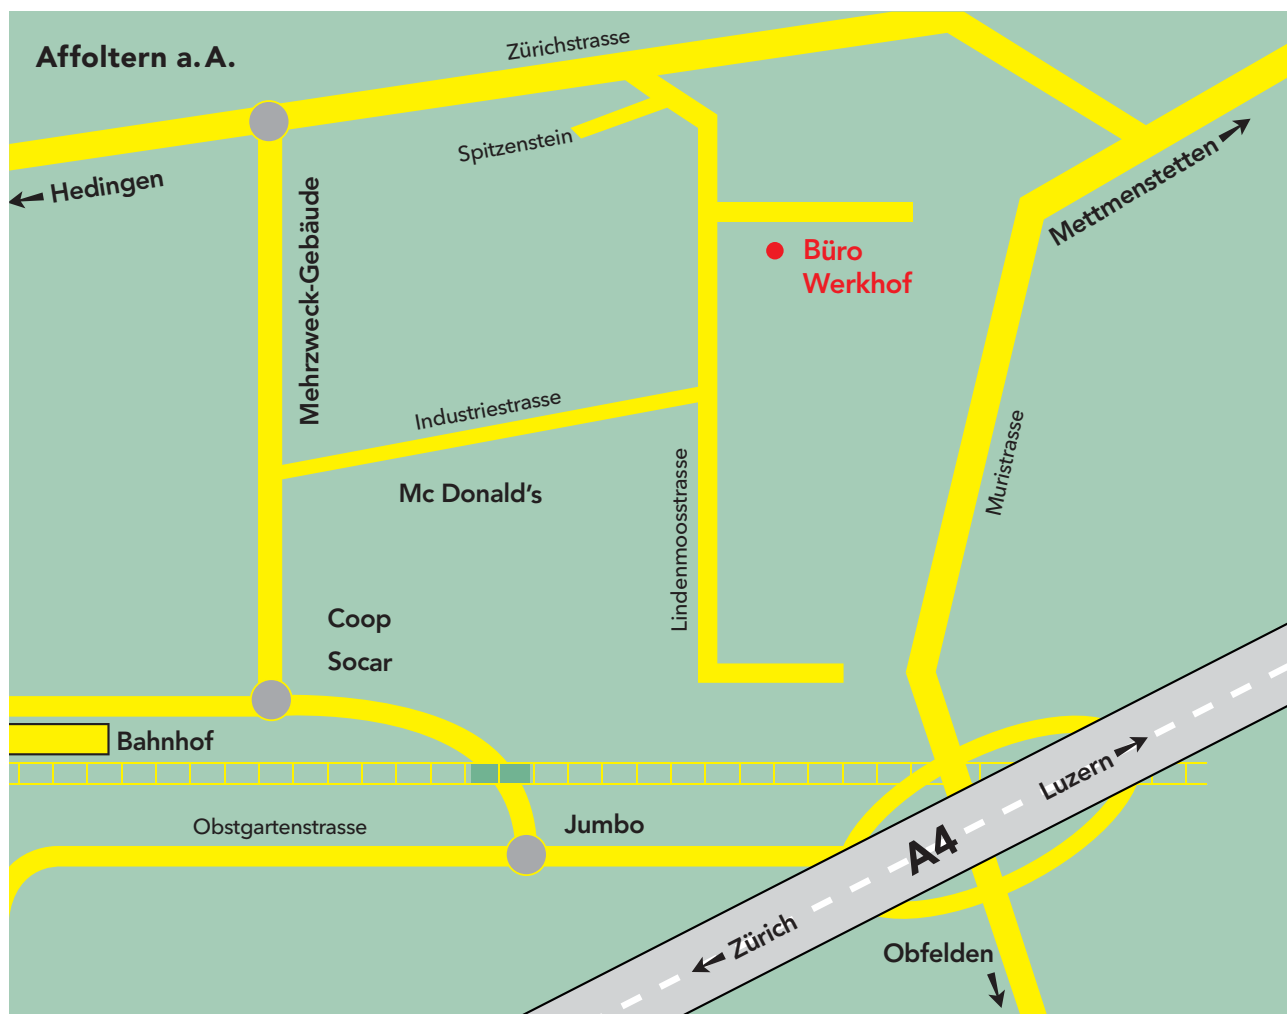 Affoltern a. A.
Zürichstrasse
Spitzenstein
Hedingen
Mettmenstetten
Mehrzweck-Gebäude
Büro
Werkhof
Industriestrasse
Mc Donald's
Muristrasse
Lindenmoosstrasse
Coop
Socar
Bahnhof
Luzern
Obstgartenstrasse
Jumbo
A4
Zürich
Obfelden